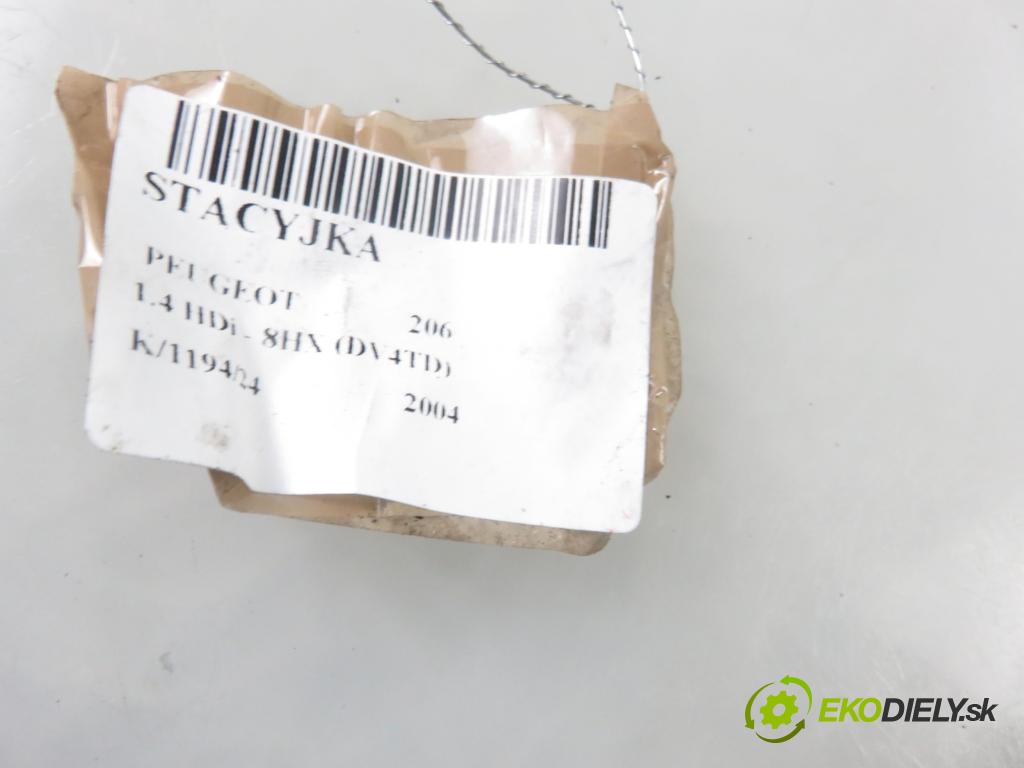 STACYJKA
PEUGEOT 206
1.4 HDi - 8HX (DV4TD)
K/1194/24 2004
EKODIELY.sk